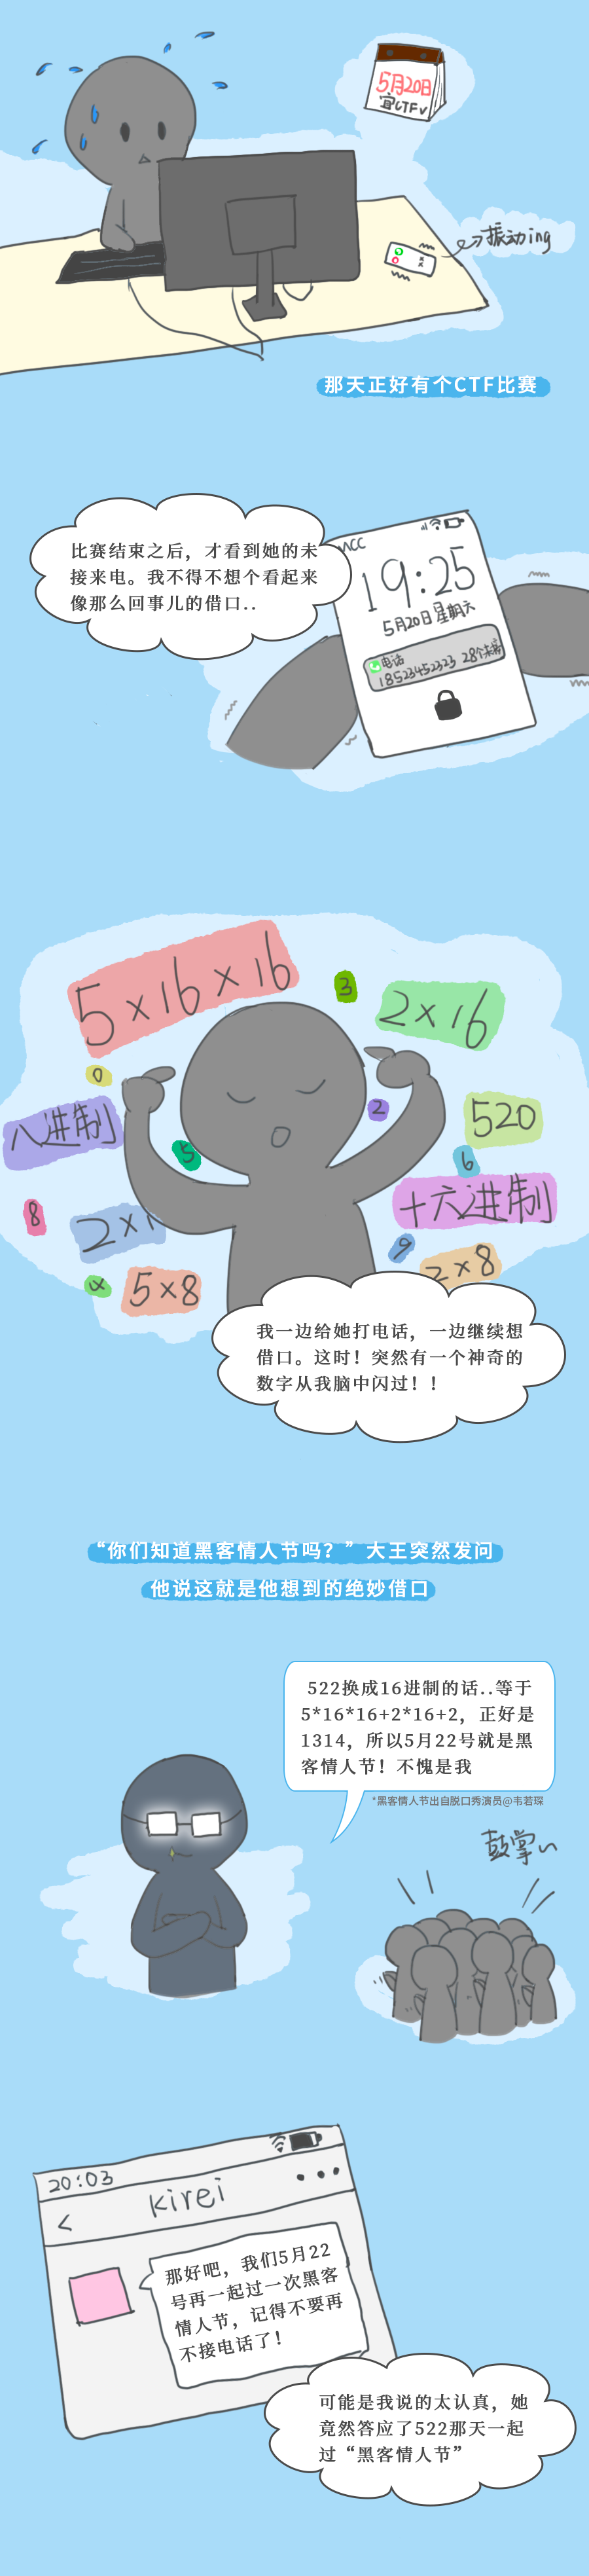 5月20日
宜CTF
振动ing
那天正好有个CTF比赛
比赛结束之后，才看到她的未
接来电。我不得不想个看起来
像那么回事儿的借口..
19:25
5月20日 星期六
电话
18523452323 28个未接
5×16×16
3
2×16
0
八进制
2
520
5
6
8
十六进制
2×1
9
4
5×8
2×8
我一边给她打电话，一边继续想
借口。这时！突然有一个神奇的
数字从我脑中闪过！！
“你们知道黑客情人节吗？”大王突然发问
他说这就是他想到的绝妙借口
522换成16进制的话..等于
5*16*16+2*16+2，正好是
1314，所以5月22号就是黑
客情人节！不愧是我
*黑客情人节出自脱口秀演员@韦若琛
鼓掌
20:03
kirei
那好吧，我们5月22
号再一起过一次黑客
情人节，记得不要再
不接电话了！
可能是我说的太认真，她
竟然答应了522那天一起
过“黑客情人节”